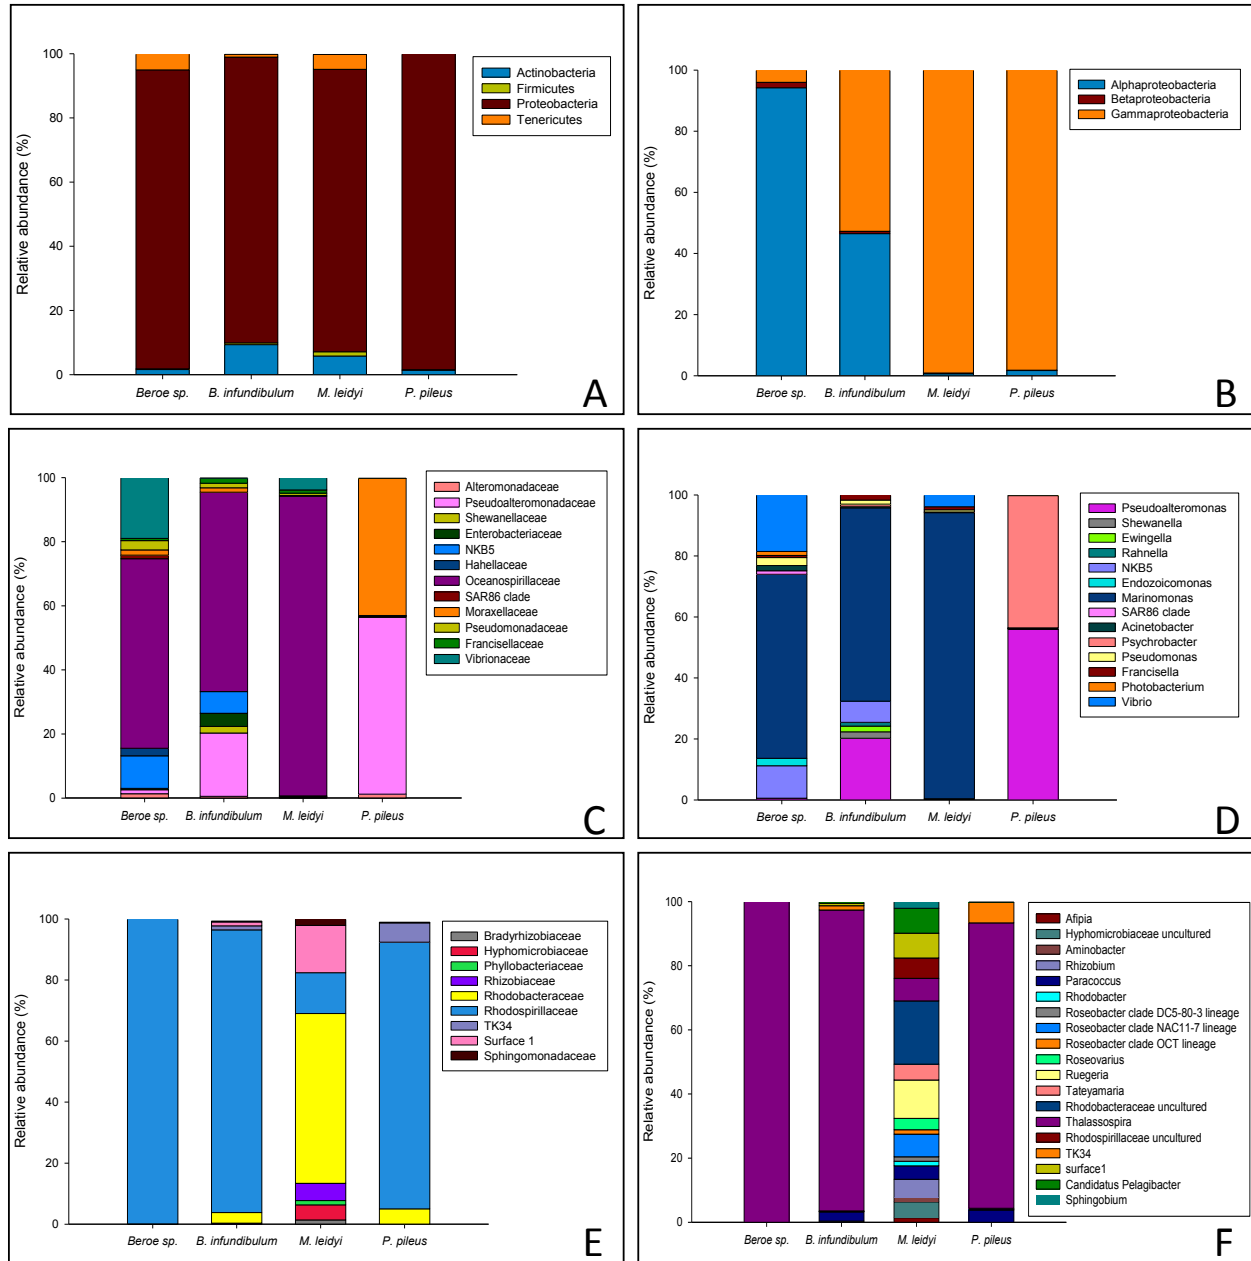 Relative abundance (%)
100
80
60
40
20
0
Actinobacteria
Firmicutes
Proteobacteria
Tenericutes
Beroe sp.
B. infundibulum
M. leidyi
P. pileus
A
Relative abundance (%)
100
80
60
40
20
0
Alphaproteobacteria
Betaproteobacteria
Gammaproteobacteria
Beroe sp.
B. infundibulum
M. leidyi
P. pileus
B
Relative abundance (%)
100
80
60
40
20
0
Alteromonadaceae
Pseudoalteromonadaceae
Shewanellaceae
Enterobacteriaceae
NKB5
Hahellaceae
Oceanospirillaceae
SAR86 clade
Moraxellaceae
Pseudomonadaceae
Francisellaceae
Vibrionaceae
Beroe sp.
B. infundibulum
M. leidyi
P. pileus
C
Relative abundance (%)
100
80
60
40
20
0
Pseudoalteromonas
Shewanella
Ewingella
Rahnella
NKB5
Endozoicomonas
Marinomonas
SAR86 clade
Acinetobacter
Psychrobacter
Pseudomonas
Francisella
Photobacterium
Vibrio
Beroe sp.
B. infundibulum
M. leidyi
P. pileus
D
Relative abundance (%)
100
80
60
40
20
0
Bradyrhizobiaceae
Hyphomicrobiaceae
Phyllobacteriaceae
Rhizobiaceae
Rhodobacteraceae
Rhodospirillaceae
TK34
Surface 1
Sphingomonadaceae
Beroe sp.
B. infundibulum
M. leidyi
P. pileus
E
Relative abundance (%)
100
80
60
40
20
0
Afipia
Hyphomicrobiaceae uncultured
Aminobacter
Rhizobium
Paracoccus
Rhodobacter
Roseobacter clade DC5-80-3 lineage
Roseobacter clade NAC11-7 lineage
Roseobacter clade OCT lineage
Roseovarius
Ruegeria
Tateyamaria
Rhodobacteraceae uncultured
Thalassospira
Rhodospirillaceae uncultured
TK34
surface1
Candidatus Pelagibacter
Sphingobium
Beroe sp.
B. infundibulum
M. leidyi
P. pileus
F